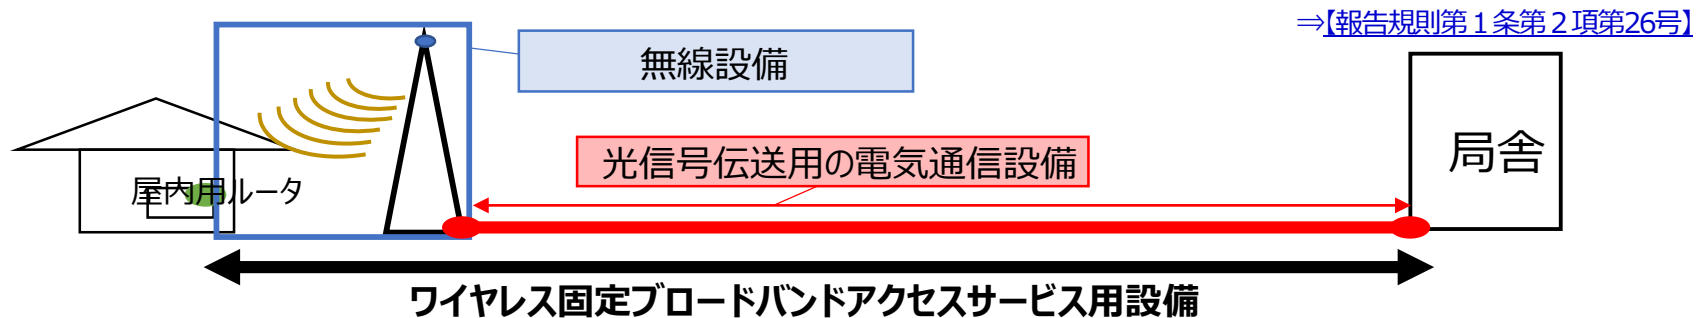 ⇒【報告規則第１条第２項第26号】
無線設備
局舎
光信号伝送用の電気通信設備
屋内用ルータ
ワイヤレス固定ブロードバンドアクセスサービス用設備